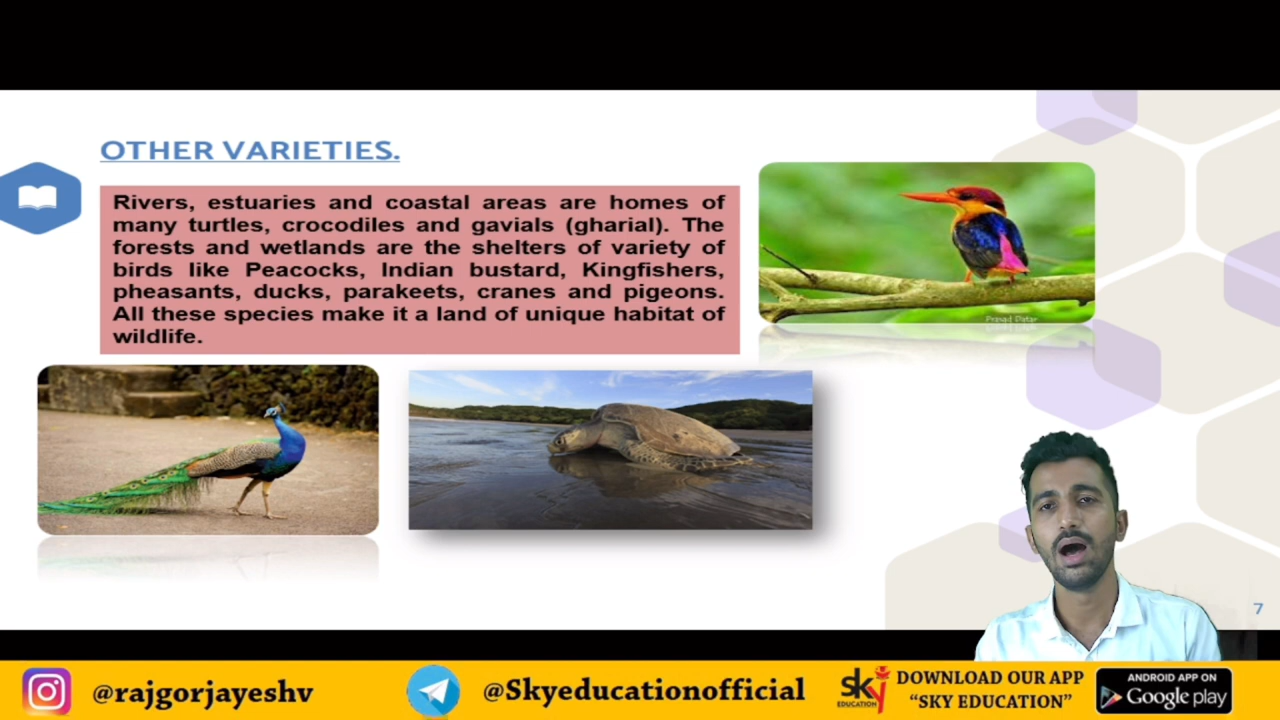 OTHER VARIETIES.
Rivers, estuaries and coastal areas are homes of
many turtles, crocodiles and gavials (gharial). The
forests and wetlands are the shelters of variety of
birds like Peacocks, Indian bustard, Kingfishers,
pheasants, ducks, parakeets, cranes and pigeons.
All these species make it a land of unique habitat of
wildlife.
7
@rajgorjayeshv
@Skyeducationofficial
sky
EDUCATION
DOWNLOAD OUR APP
“SKY EDUCATION”
ANDROID APP ON
Google play